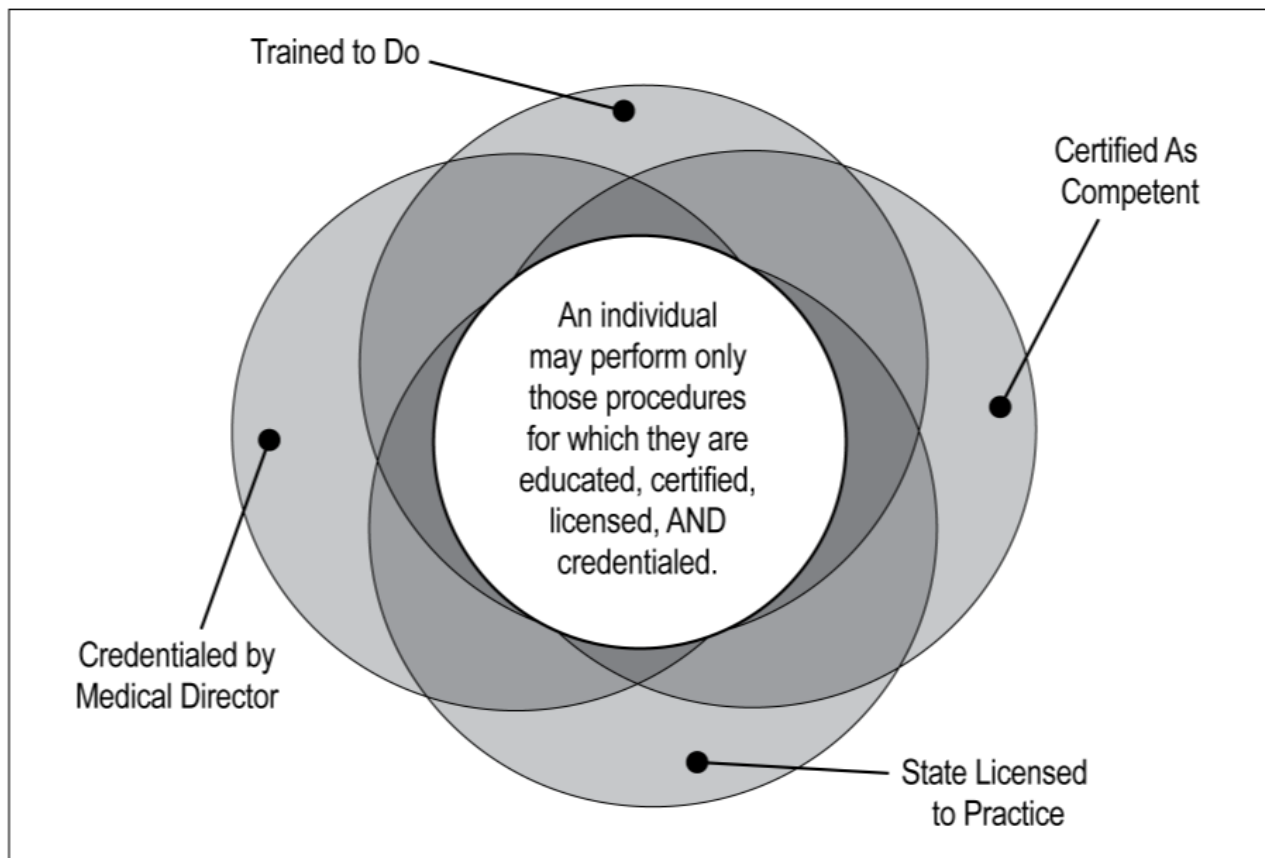 Trained to Do
Certified As
Competent
An individual
may perform only
those procedures
for which they are
educated, certified,
licensed, AND
credentialed.
Credentialed by
Medical Director
State Licensed
to Practice